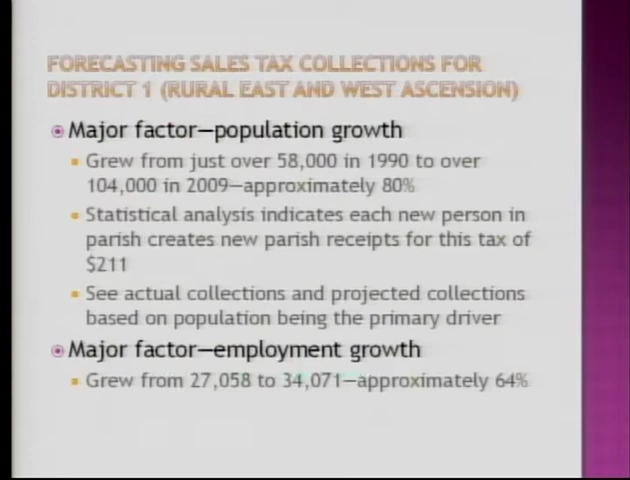 FORECASTING SALES TAX COLLECTIONS FOR
DISTRICT 1 (RURAL EAST AND WEST ASCENSION)
Major factor—population growth
Grew from just over 58,000 in 1990 to over
104,000 in 2009—approximately 80%
Statistical analysis indicates each new person in
parish creates new parish receipts for this tax of
$211
See actual collections and projected collections
based on population being the primary driver
Major factor—employment growth
Grew from 27,058 to 34,071—approximately 64%